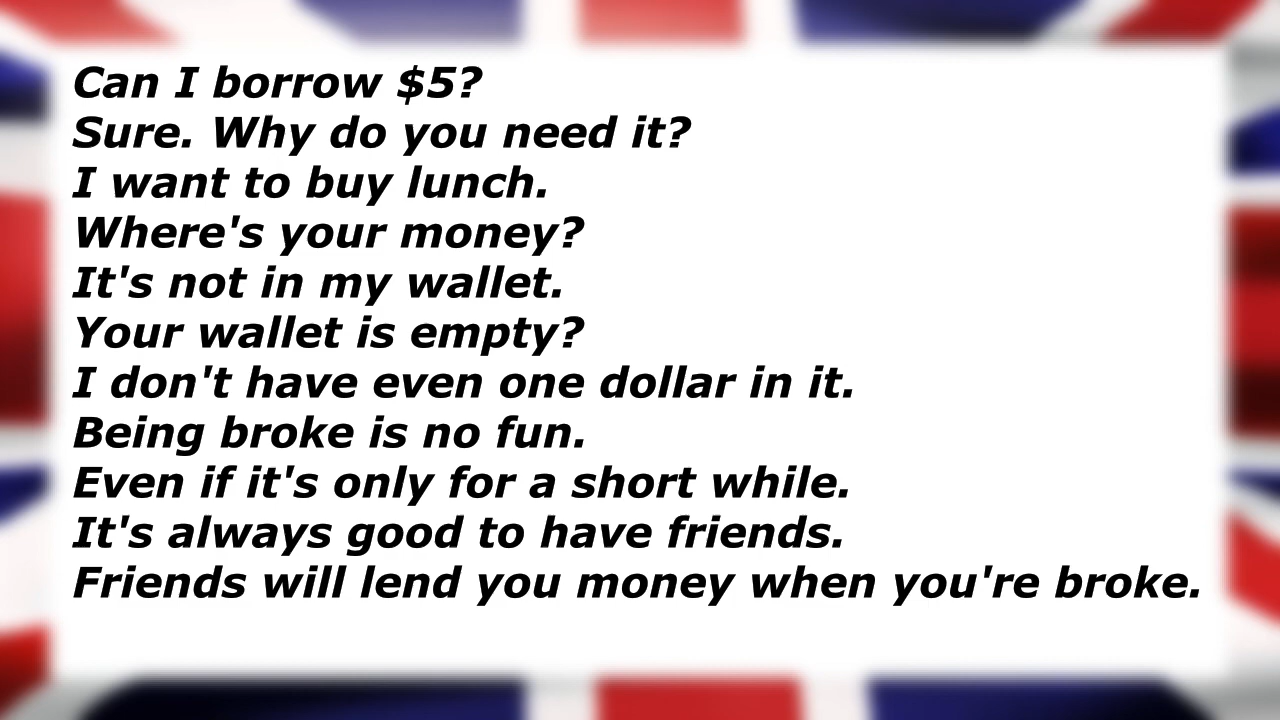 Can I borrow $5?
Sure. Why do you need it?
I want to buy lunch.
Where's your money?
It's not in my wallet.
Your wallet is empty?
I don't have even one dollar in it.
Being broke is no fun.
Even if it's only for a short while.
It's always good to have friends.
Friends will lend you money when you're broke.